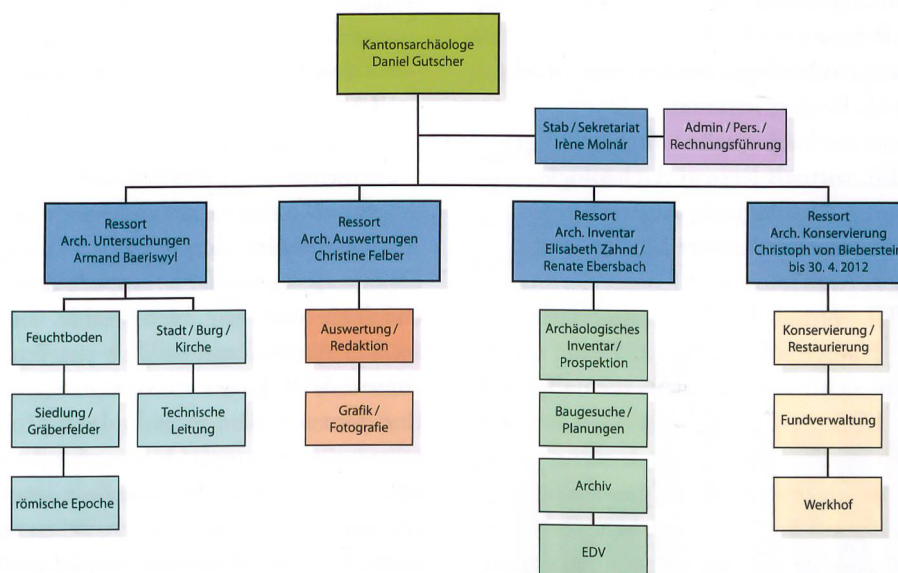 Kantonsarchäologe
Daniel Gutscher
Stab / Sekretariat
Irène Molnár
Admin / Pers. /
Rechnungsführung
Ressort
Arch. Untersuchungen
Armand Baeriswyl
Ressort
Arch. Auswertungen
Christine Felber
Ressort
Arch. Inventar
Elisabeth Zahnd /
Renate Ebersbach
Ressort
Arch. Konservierung
Christoph von Bieberstein
bis 30. 4. 2012
Feuchtboden
Siedlung /
Gräberfelder
römische Epoche
Stadt / Burg /
Kirche
Technische
Leitung
Auswertung /
Redaktion
Grafik /
Fotografie
Archäologisches
Inventar /
Prospektion
Baugesuche /
Planungen
Archiv
EDV
Konservierung /
Restaurierung
Fundverwaltung
Werkhof